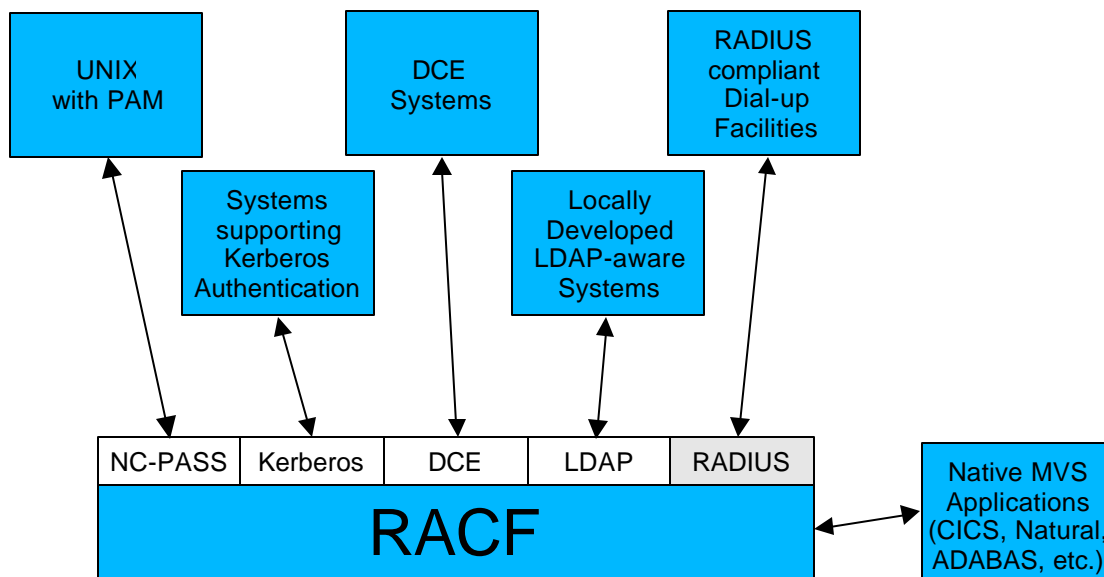 UNIX
with PAM
DCE
Systems
RADIUS
compliant
Dial-up
Facilities
Systems
supporting
Kerberos
Authentication
Locally
Developed
LDAP-aware
Systems
NC-PASS
Kerberos
DCE
LDAP
RADIUS
RACF
Native MVS
Applications
(CICS, Natural,
ADABAS, etc.)